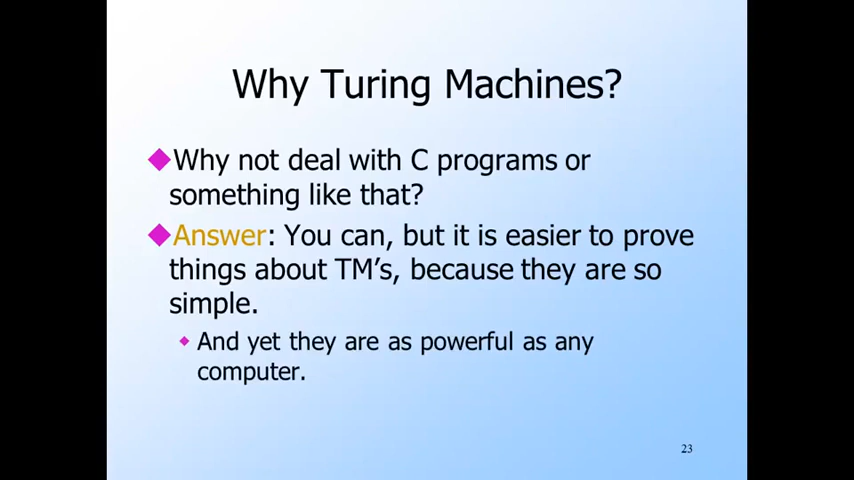 Why Turing Machines?
Why not deal with C programs or
something like that?
Answer: You can, but it is easier to prove
things about TM’s, because they are so
simple.
And yet they are as powerful as any
computer.
23